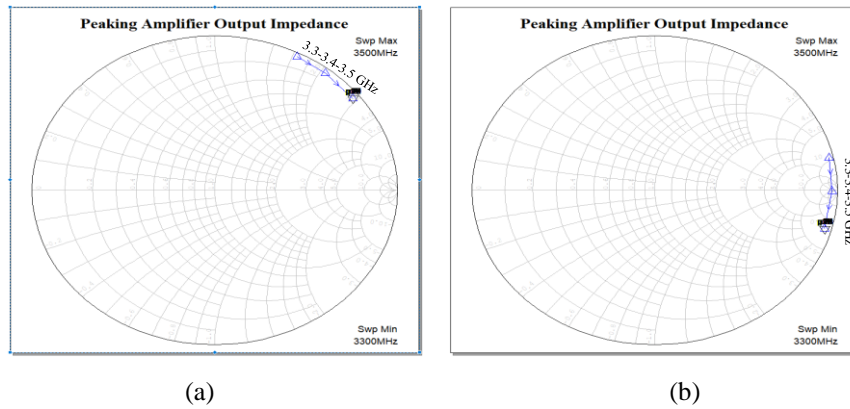 Peaking Amplifier Output Impedance
Swp Max
3500MHz
3.3-3.4-3.5 GHz
Swp Min
3300MHz
(a)
Peaking Amplifier Output Impedance
Swp Max
3500MHz
3.3-3.4-3.5 GHz
Swp Min
3300MHz
(b)